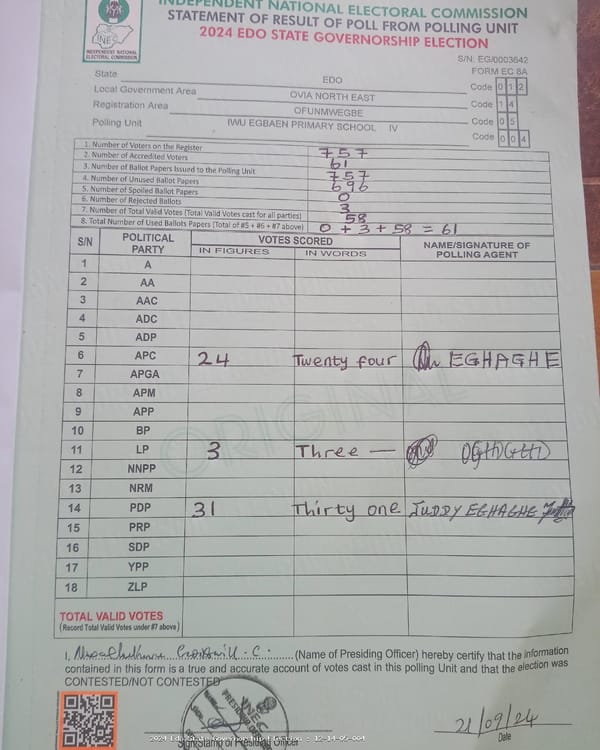 INDEPENDENT NATIONAL ELECTORAL COMMISSION
STATEMENT OF RESULT OF POLL FROM POLLING UNIT
2024 EDO STATE GOVERNORSHIP ELECTION
INEC
INDEPENDENT NATIONAL
ELECTORAL COMMISSION
S/N: EG/0003642
FORM EC 8A
State EDO Code 0 1 2
Local Government Area OVIA NORTH EAST Code 1 4
Registration Area OFUNMWEGBE Code 0 5
Polling Unit IWU EGBAEN PRIMARY SCHOOL IV Code 0 0 4
1. Number of Voters on the Register 757
2. Number of Accredited Voters 61
3. Number of Ballot Papers Issued to the Polling Unit 757
4. Number of Unused Ballot Papers 696
5. Number of Spoiled Ballot Papers 0
6. Number of Rejected Ballots 3
7. Number of Total Valid Votes (Total Valid Votes cast for all parties) 58
8. Total Number of Used Ballots Papers (Total of #5 + #6 + #7 above) 0 + 3 + 58 = 61
S/N POLITICAL PARTY VOTES SCORED NAME/SIGNATURE OF POLLING AGENT
IN FIGURES IN WORDS
1 A
2 AA
3 AAC
4 ADC
5 ADP
6 APC 24 Twenty four EGHAGHE
7 APGA
8 APM
9 APP
10 BP
11 LP 3 Three —
12 NNPP
13 NRM
14 PDP 31 Thirty one JUDDY EGHAGHE
15 PRP
16 SDP
17 YPP
18 ZLP
ORIGINAL
TOTAL VALID VOTES
(Record Total Valid Votes under #7 above)
I, (Name of Presiding Officer) hereby certify that the information
contained in this form is a true and accurate account of votes cast in this polling Unit and that the election was
CONTESTED/NOT CONTESTED
INEC
21/09/24
2024 Edo State Governorship Election - 12-14-05-004
Sign/Stamp of Presiding Officer
Date